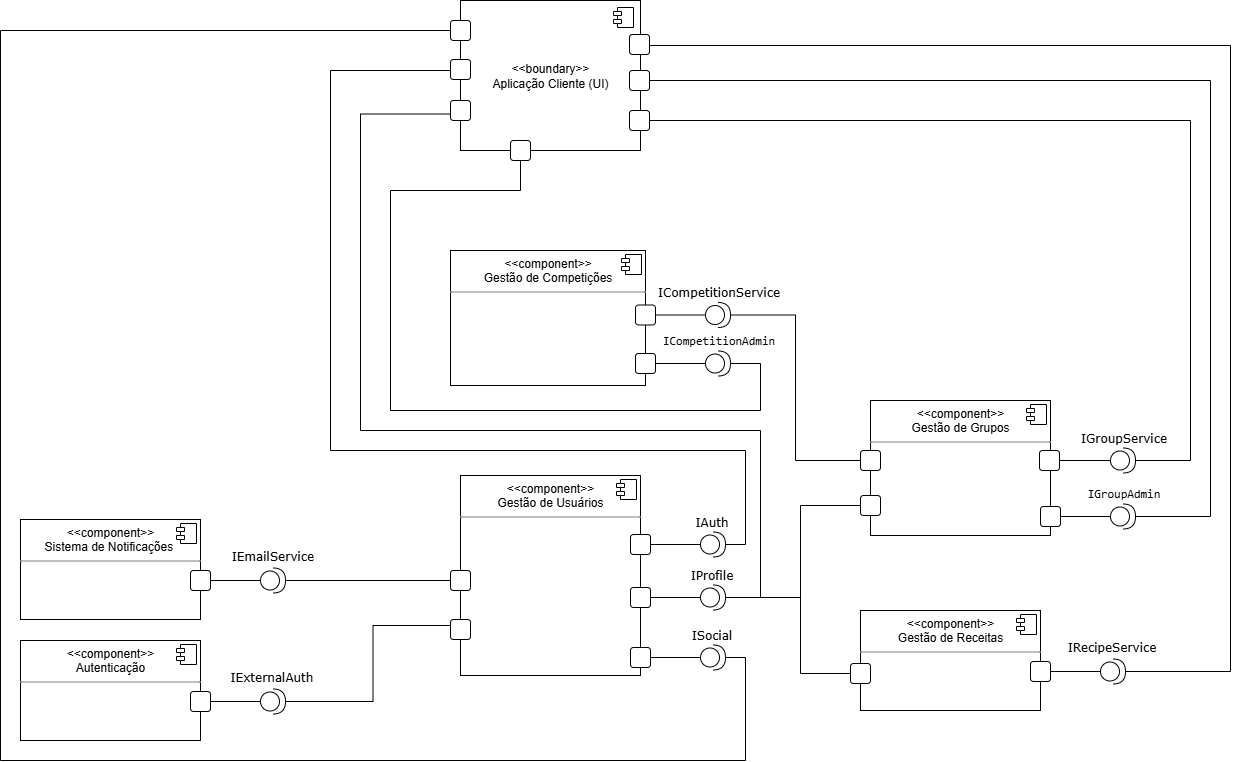 <<boundary>>
Aplicação Cliente (UI)
<<component>>
Gestão de Competições
ICompetitionService
ICompetitionAdmin
<<component>>
Gestão de Grupos
IGroupService
IGroupAdmin
<<component>>
Gestão de Usuários
IAuth
IProfile
ISocial
<<component>>
Sistema de Notificações
IEmailService
<<component>>
Autenticação
IExternalAuth
<<component>>
Gestão de Receitas
IRecipeService